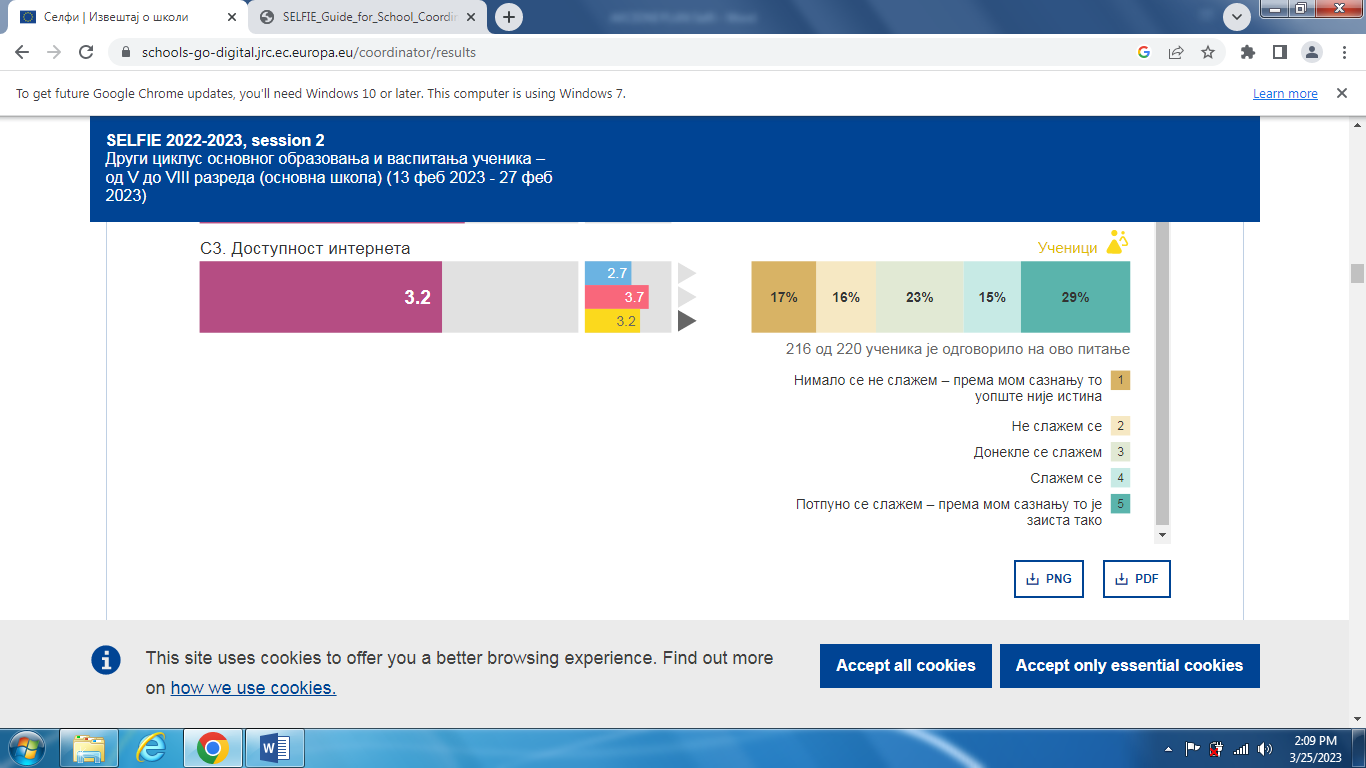 Селфи | Извештај о школи
SELFIE_Guide_for_School_Coordin
schools-go-digital.jrc.ec.europa.eu/coordinator/results
To get future Google Chrome updates, you'll need Windows 10 or later. This computer is using Windows 7.
Learn more
SELFIE 2022-2023, session 2
Други циклус основног образовања и васпитања ученика –
од V до VIII разреда (основна школа) (13 феб 2023 - 27 феб
2023)
C3. Доступност интернета
Ученици
3.2
2.7
3.7
3.2
17% 16% 23% 15% 29%
216 од 220 ученика је одговорило на ово питање
Нимало се не слажем – према мом сазнању то 1
уопште није истина
Не слажем се 2
Донекле се слажем 3
Слажем се 4
Потпуно се слажем – према мом сазнању то је 5
заиста тако
PNG
PDF
This site uses cookies to offer you a better browsing experience. Find out more
on how we use cookies.
Accept all cookies
Accept only essential cookies
2:09 PM
3/25/2023